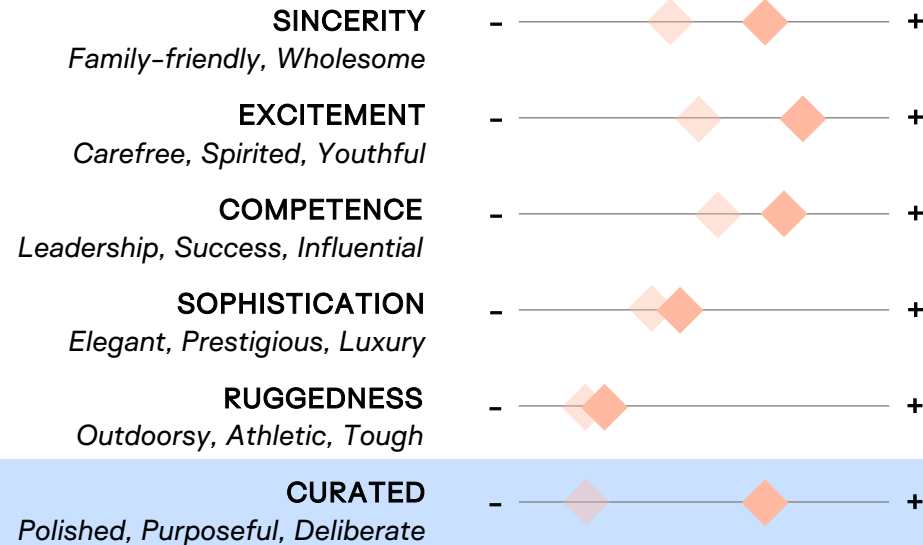 SINCERITY - +
Family-friendly, Wholesome
EXCITEMENT - +
Carefree, Spirited, Youthful
COMPETENCE - +
Leadership, Success, Influential
SOPHISTICATION - +
Elegant, Prestigious, Luxury
RUGGEDNESS - +
Outdoorsy, Athletic, Tough
CURATED - +
Polished, Purposeful, Deliberate